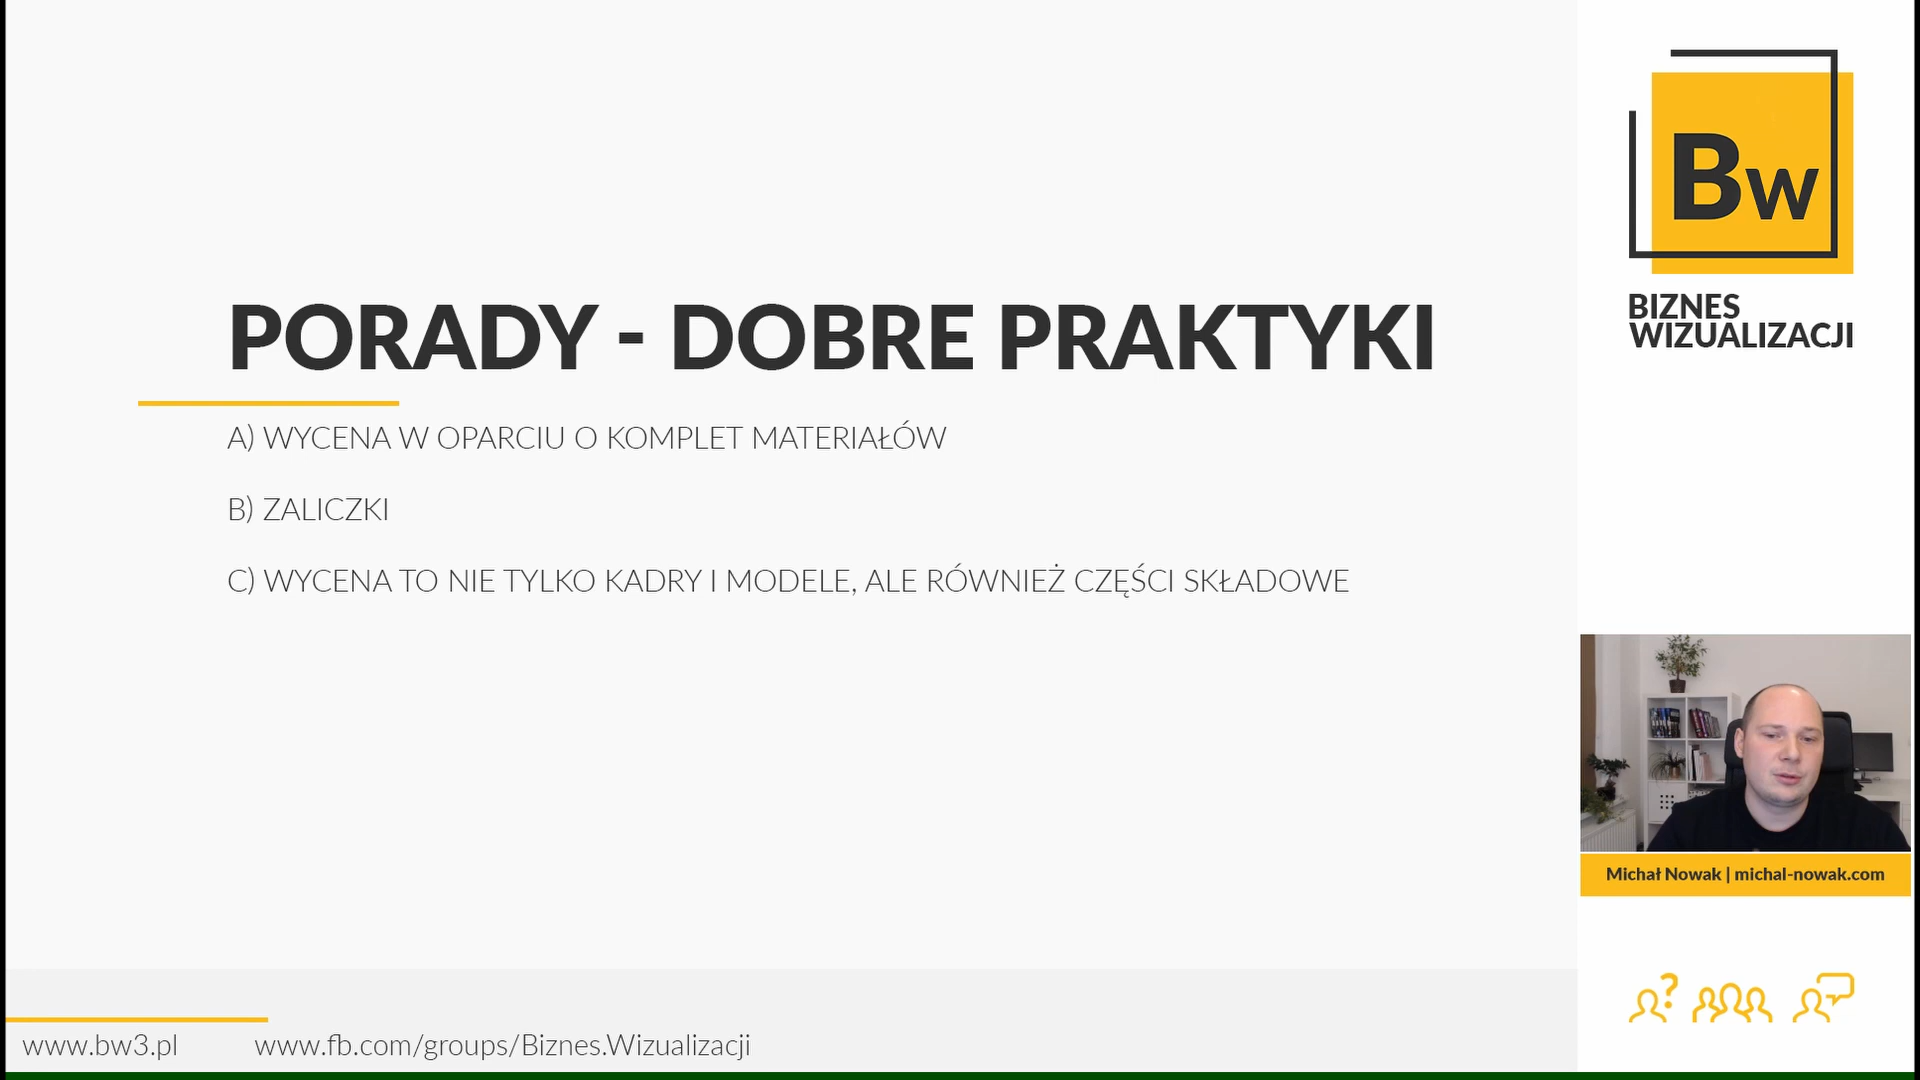 PORADY - DOBRE PRAKTYKI
A) WYCENA W OPARCIU O KOMPLET MATERIAŁÓW
B) ZALICZKI
C) WYCENA TO NIE TYLKO KADRY I MODELE, ALE RÓWNIEŻ CZĘŚCI SKŁADOWE
www.bw3.pl
www.fb.com/groups/Biznes.Wizualizacji
Bw
BIZNES
WIZUALIZACJI
Michał Nowak | michal-nowak.com